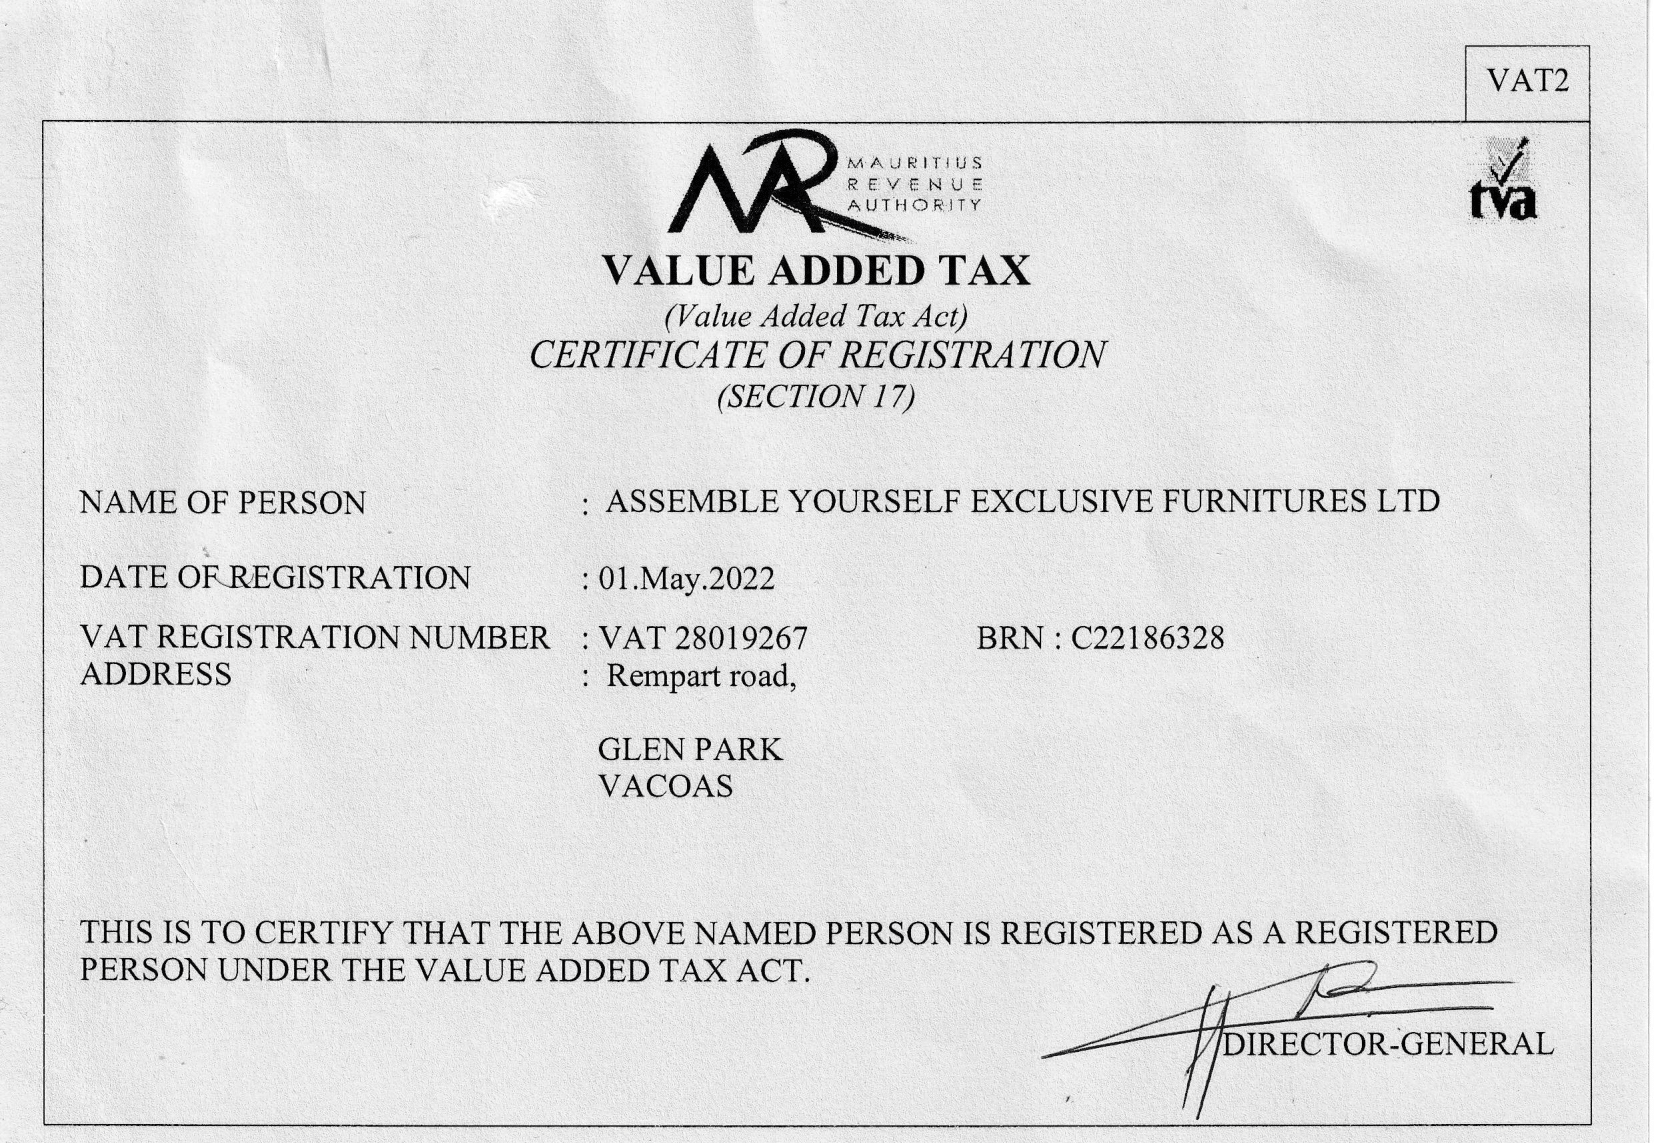 VAT2
MAURITIUS
REVENUE
AUTHORITY
tva
VALUE ADDED TAX
(Value Added Tax Act)
CERTIFICATE OF REGISTRATION
(SECTION 17)
NAME OF PERSON : ASSEMBLE YOURSELF EXCLUSIVE FURNITURES LTD
DATE OF REGISTRATION : 01.May.2022
VAT REGISTRATION NUMBER : VAT 28019267 BRN : C22186328
ADDRESS : Rempart road,
GLEN PARK
VACOAS
THIS IS TO CERTIFY THAT THE ABOVE NAMED PERSON IS REGISTERED AS A REGISTERED
PERSON UNDER THE VALUE ADDED TAX ACT.
DIRECTOR-GENERAL